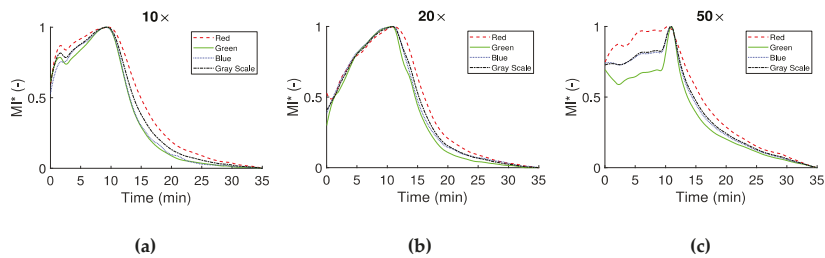 10×
MI* (-)
1
0.5
0
Red
Green
Blue
Gray Scale
0 5 10 15 20 25 30 35
Time (min)
(a)
20×
MI* (-)
1
0.5
0
Red
Green
Blue
Gray Scale
0 5 10 15 20 25 30 35
Time (min)
(b)
50×
MI* (-)
1
0.5
0
Red
Green
Blue
Gray Scale
0 5 10 15 20 25 30 35
Time (min)
(c)